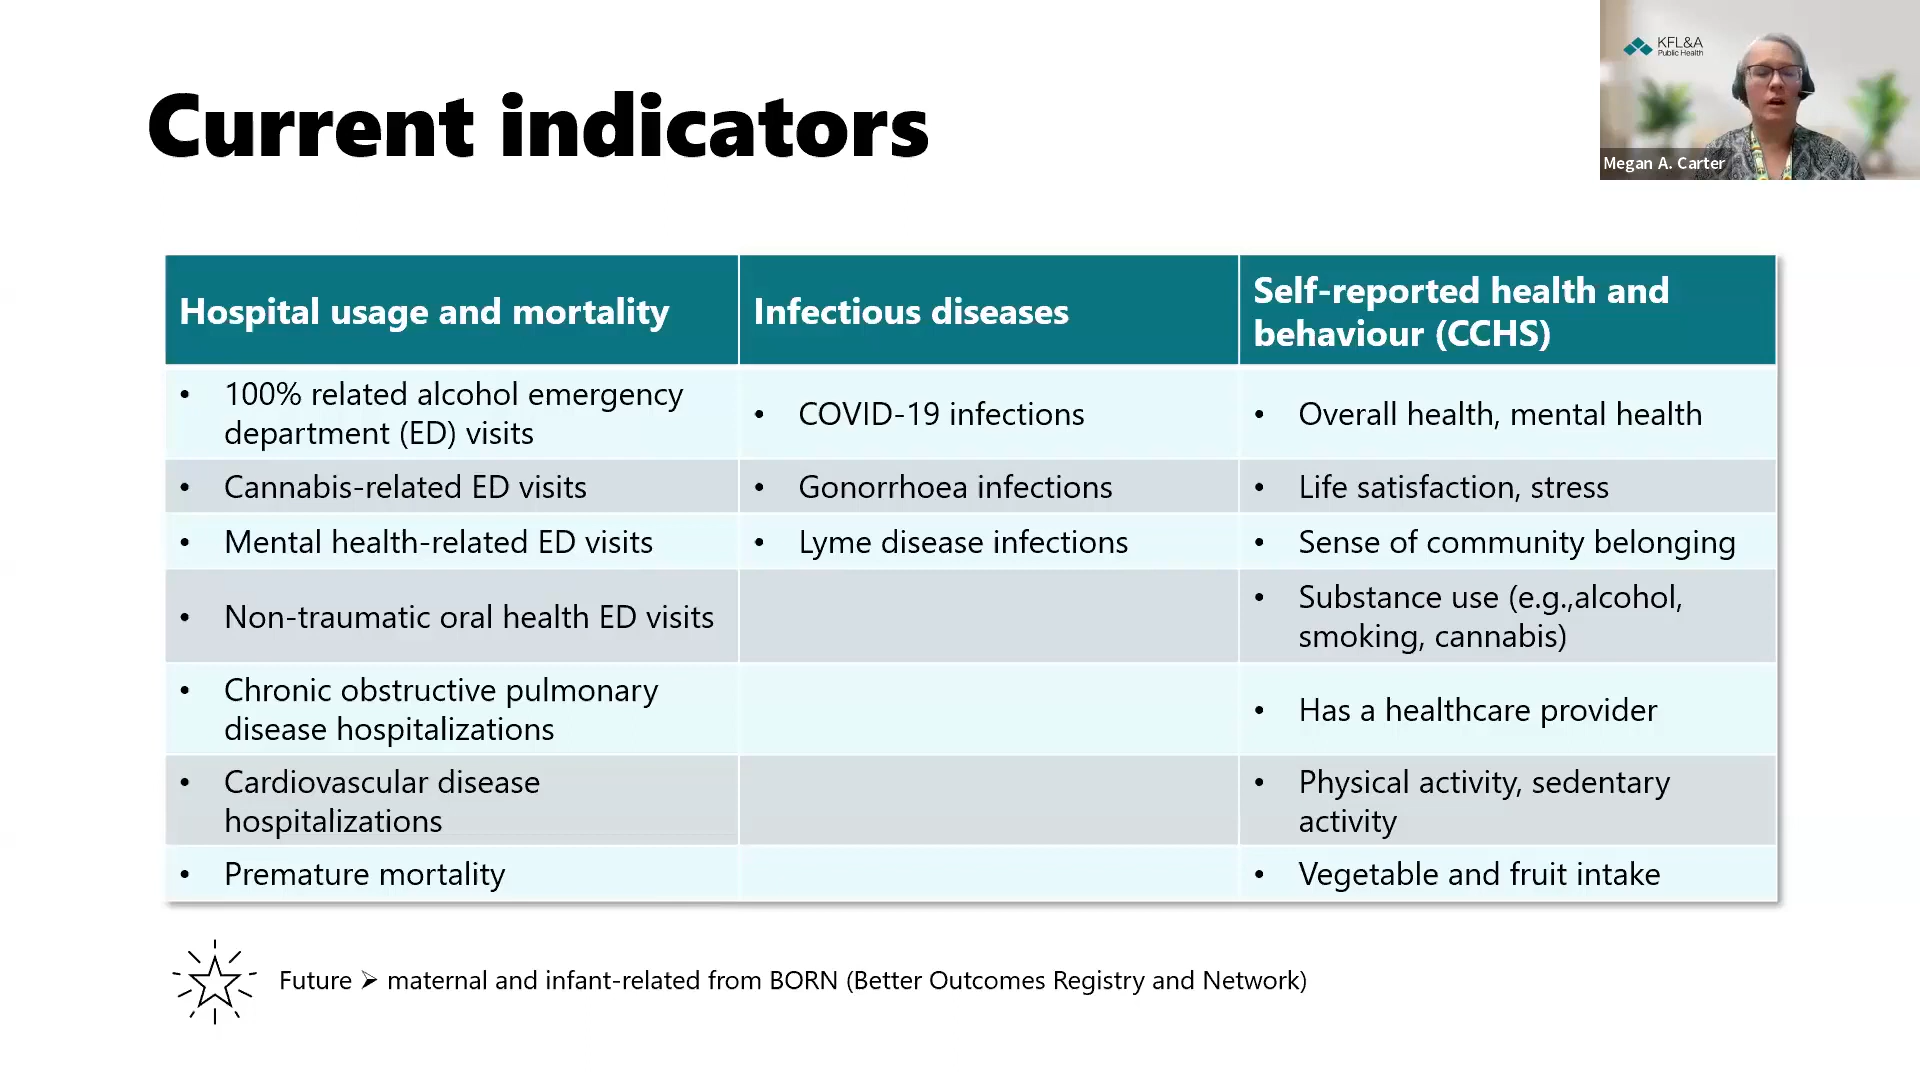 KFL&A
Public Health
Megan A. Carter
Current indicators
Hospital usage and mortality
Infectious diseases
Self-reported health and
behaviour (CCHS)
• 100% related alcohol emergency
department (ED) visits
• COVID-19 infections
• Overall health, mental health
• Cannabis-related ED visits
• Gonorrhoea infections
• Life satisfaction, stress
• Mental health-related ED visits
• Lyme disease infections
• Sense of community belonging
• Non-traumatic oral health ED visits
• Substance use (e.g.,alcohol,
smoking, cannabis)
• Chronic obstructive pulmonary
disease hospitalizations
• Has a healthcare provider
• Cardiovascular disease
hospitalizations
• Physical activity, sedentary
activity
• Premature mortality
• Vegetable and fruit intake
Future ➢ maternal and infant-related from BORN (Better Outcomes Registry and Network)